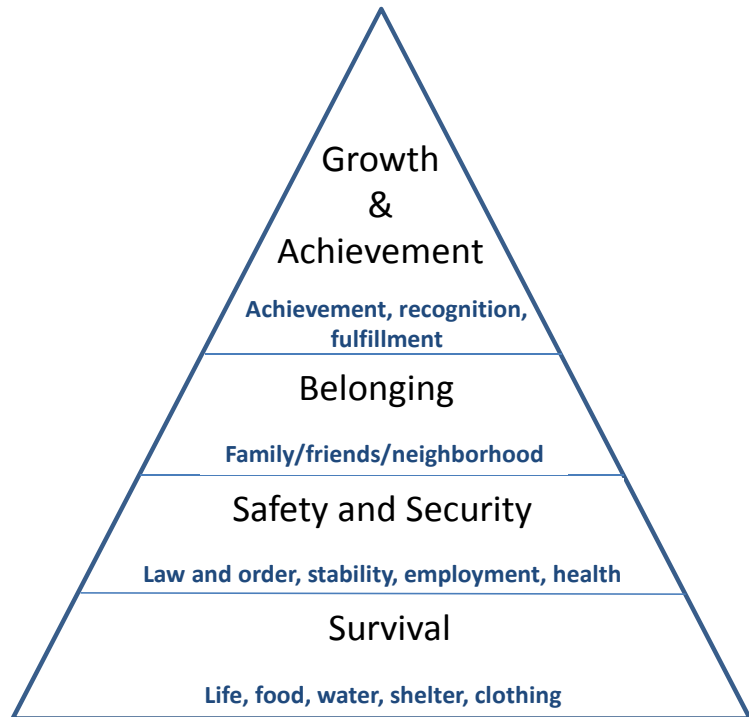 Growth
&
Achievement
Achievement, recognition,
fulfillment
Belonging
Family/friends/neighborhood
Safety and Security
Law and order, stability, employment, health
Survival
Life, food, water, shelter, clothing